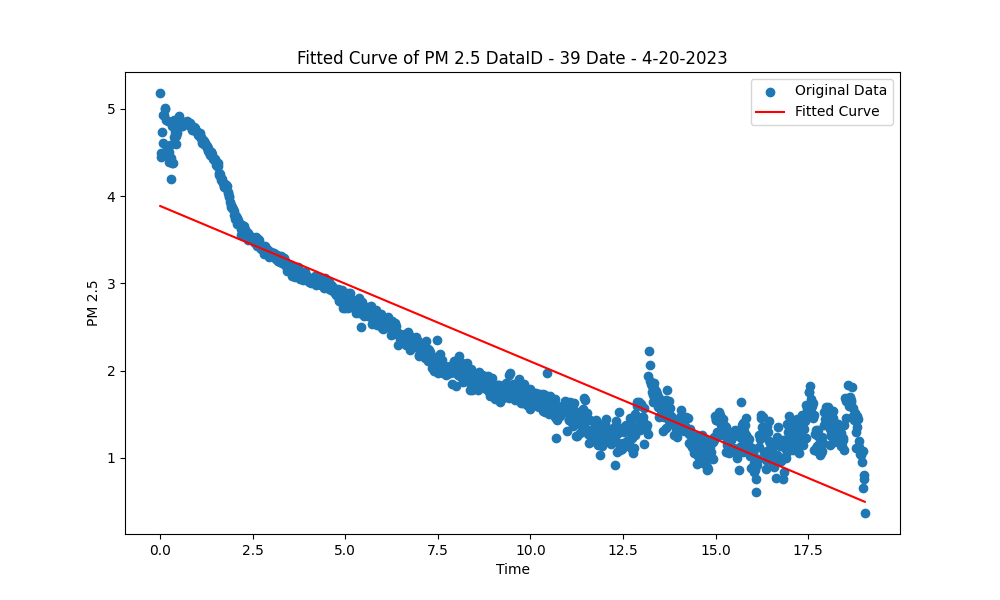 Fitted Curve of PM 2.5 DataID - 39 Date - 4-20-2023
Original Data
Fitted Curve
PM 2.5
5
4
3
2
1
0.0 2.5 5.0 7.5 10.0 12.5 15.0 17.5
Time